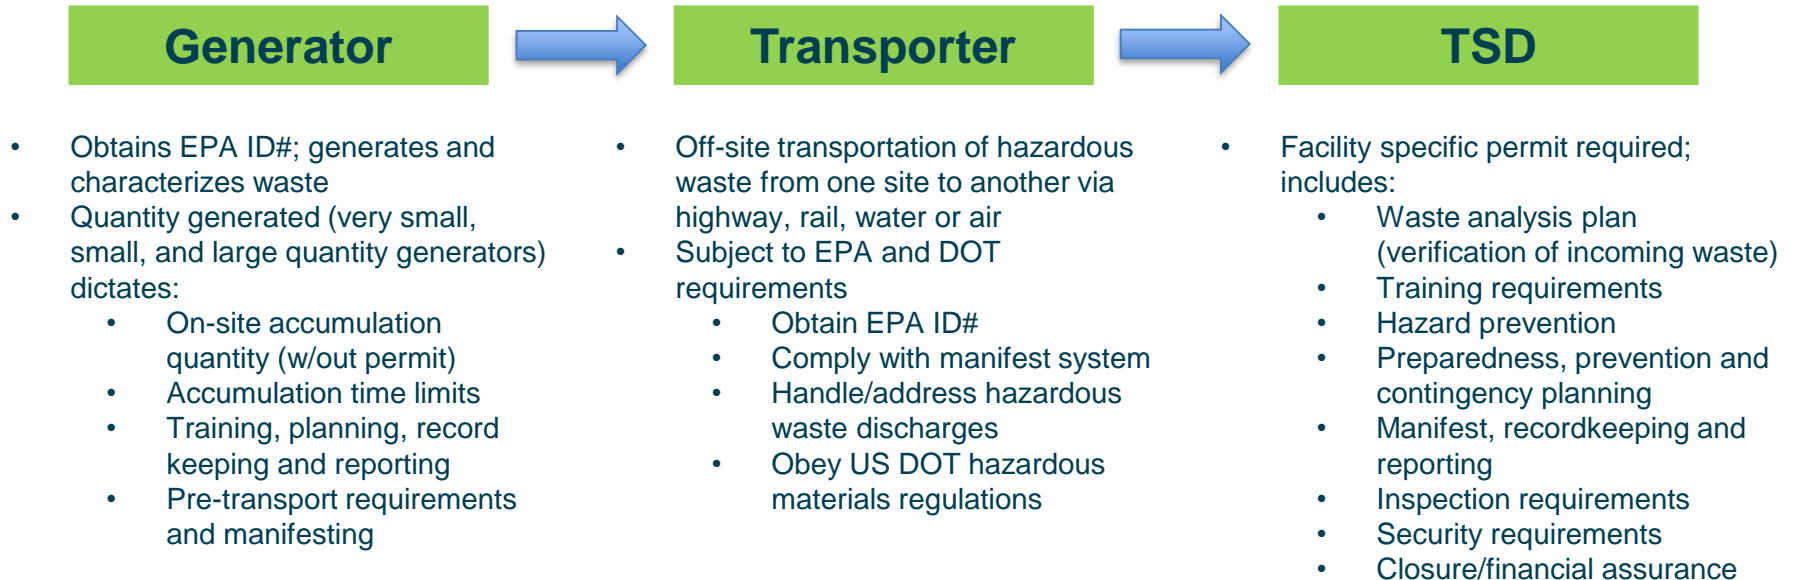 Generator
• Obtains EPA ID#; generates and
characterizes waste
• Quantity generated (very small,
small, and large quantity generators)
dictates:
• On-site accumulation
quantity (w/out permit)
• Accumulation time limits
• Training, planning, record
keeping and reporting
• Pre-transport requirements
and manifesting
Transporter
• Off-site transportation of hazardous
waste from one site to another via
highway, rail, water or air
• Subject to EPA and DOT
requirements
• Obtain EPA ID#
• Comply with manifest system
• Handle/address hazardous
waste discharges
• Obey US DOT hazardous
materials regulations
TSD
• Facility specific permit required;
includes:
• Waste analysis plan
(verification of incoming waste)
• Training requirements
• Hazard prevention
• Preparedness, prevention and
contingency planning
• Manifest, recordkeeping and
reporting
• Inspection requirements
• Security requirements
• Closure/financial assurance